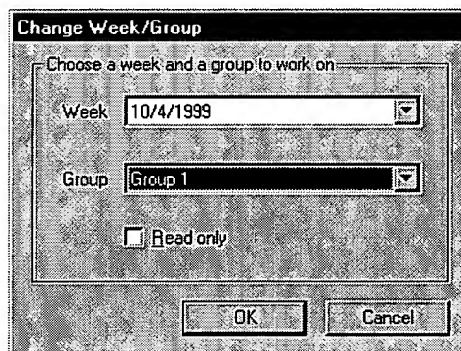 Change Week/Group
Choose a week and a group to work on
Week 10/4/1999
Group Group 1
Read only
OK Cancel